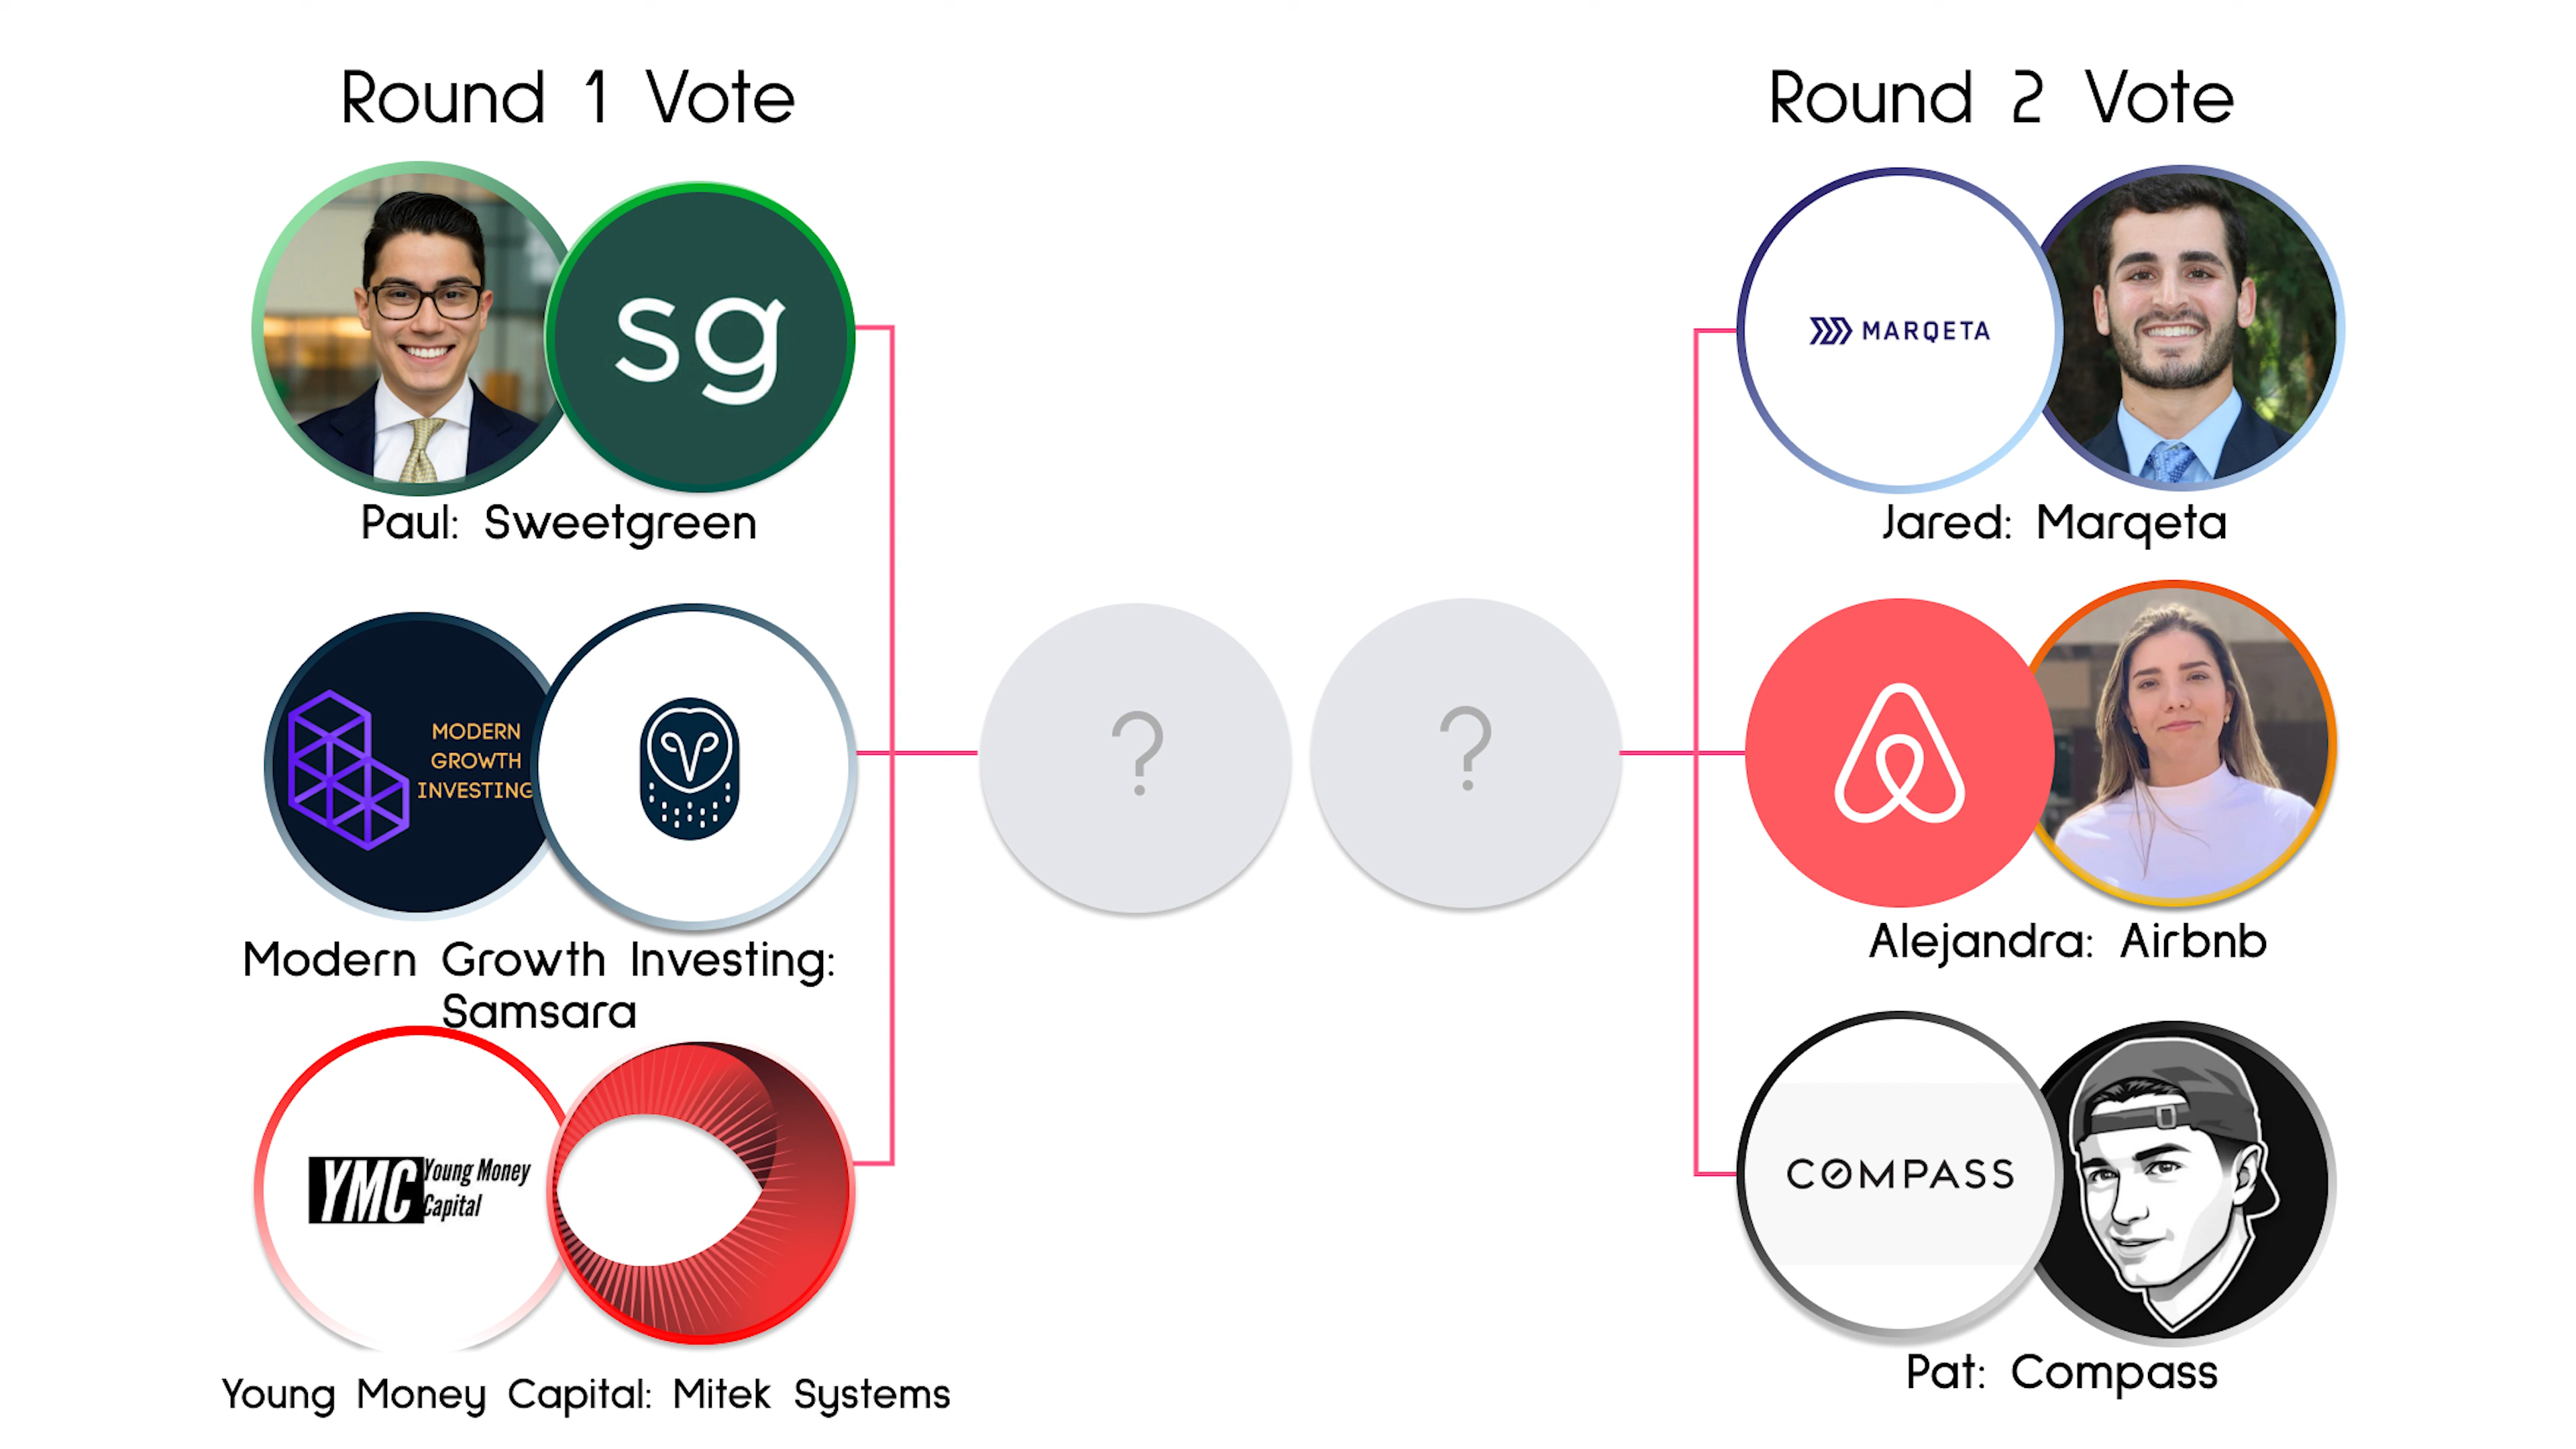 Round 1 Vote
sg
Paul: Sweetgreen
MODERN
GROWTH
INVESTING
Modern Growth Investing:
Samsara
YMC Young Money
Capital
Young Money Capital: Mitek Systems
?
?
Round 2 Vote
MARQETA
Jared: Marqeta
Alejandra: Airbnb
COMPASS
Pat: Compass